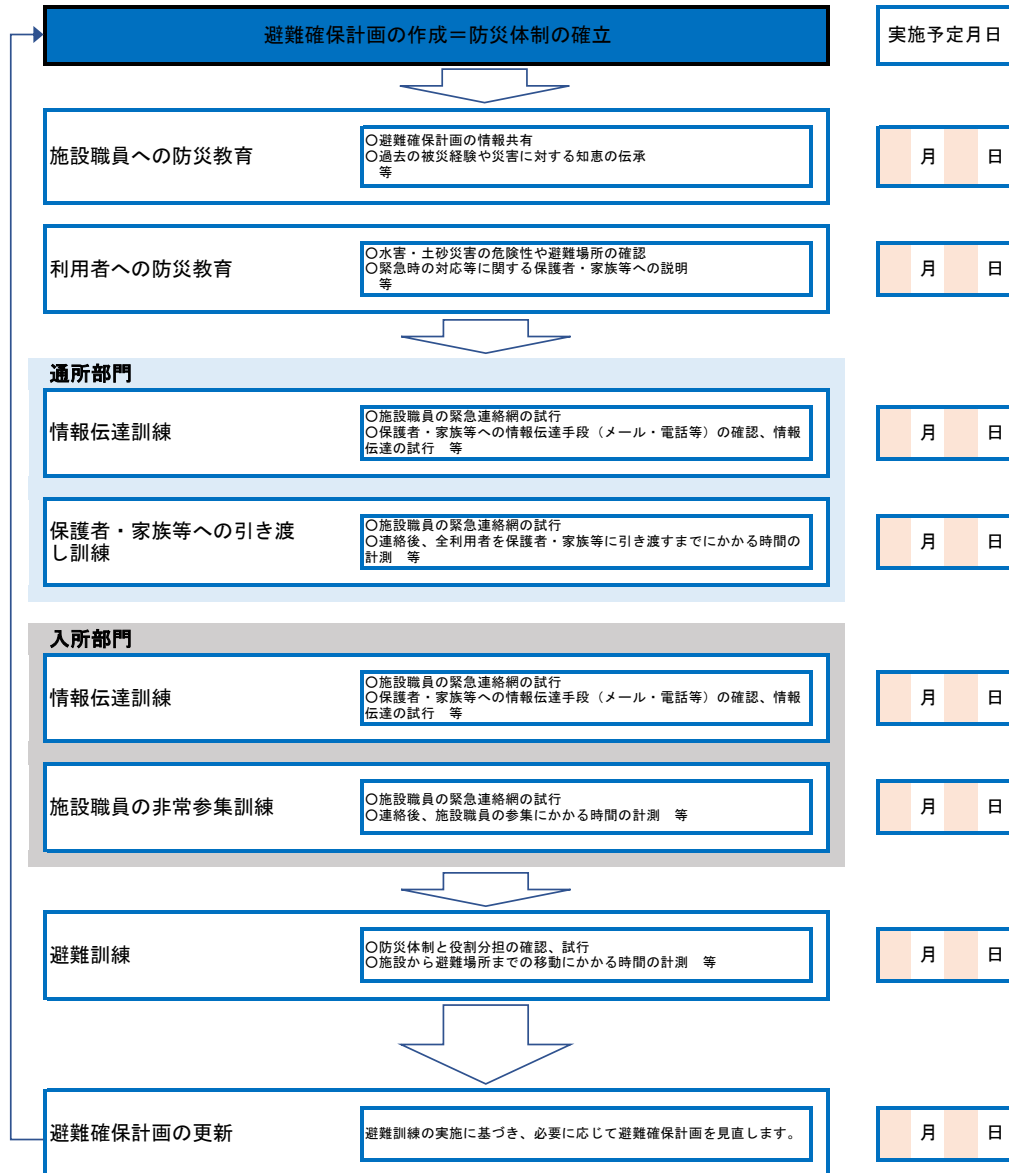 避難確保計画の作成＝防災体制の確立
実施予定月日
施設職員への防災教育
○避難確保計画の情報共有
○過去の被災経験や災害に対する知恵の伝承
等
月 日
利用者への防災教育
○水害・土砂災害の危険性や避難場所の確認
○緊急時の対応等に関する保護者・家族等への説明
等
月 日
通所部門
情報伝達訓練
○施設職員の緊急連絡網の試行
○保護者・家族等への情報伝達手段（メール・電話等）の確認、情報
伝達の試行　等
月 日
保護者・家族等への引き渡
し訓練
○施設職員の緊急連絡網の試行
○連絡後、全利用者を保護者・家族等に引き渡すまでにかかる時間の
計測　等
月 日
入所部門
情報伝達訓練
○施設職員の緊急連絡網の試行
○保護者・家族等への情報伝達手段（メール・電話等）の確認、情報
伝達の試行　等
月 日
施設職員の非常参集訓練
○施設職員の緊急連絡網の試行
○連絡後、施設職員の参集にかかる時間の計測　等
月 日
避難訓練
○防災体制と役割分担の確認、試行
○施設から避難場所までの移動にかかる時間の計測　等
月 日
避難確保計画の更新
避難訓練の実施に基づき、必要に応じて避難確保計画を見直します。
月 日